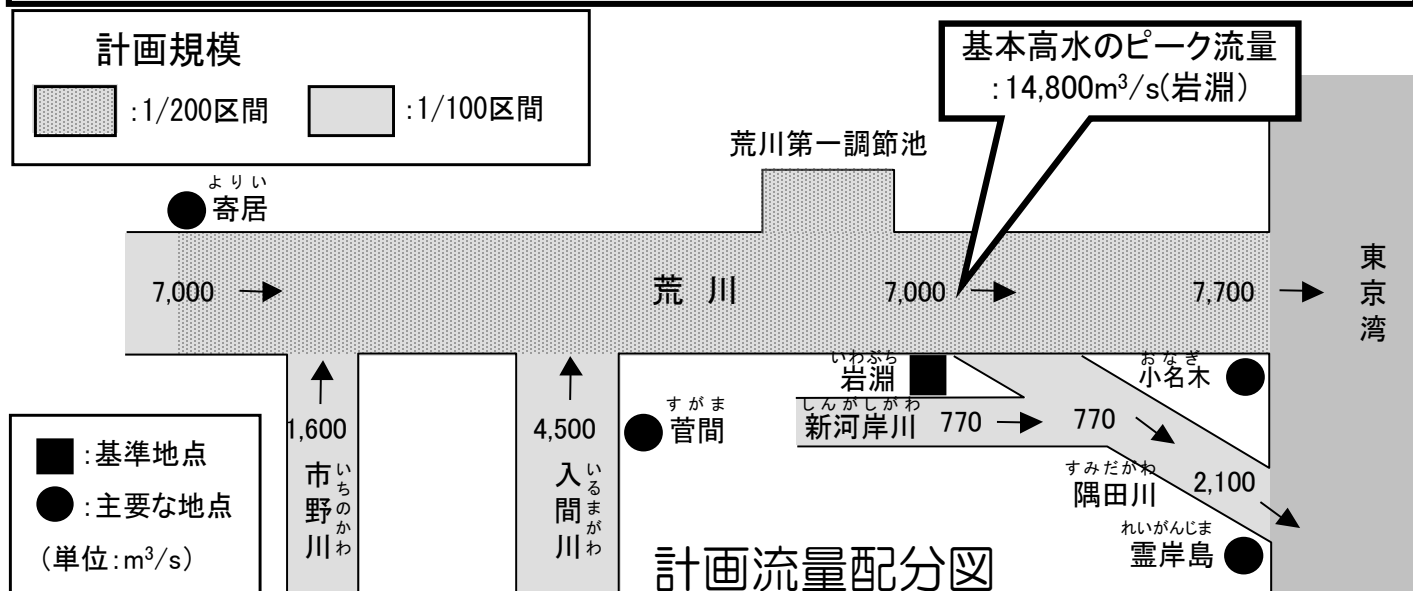 計画規模
:1/200区間
:1/100区間
基本高水のピーク流量
:14,800m³/s(岩淵)
荒川第一調節池
よりい
寄居
7,000
荒川
7,000
7,700
東京湾
いわぶち
岩淵
おなぎ
小名木
1,600
市野川
いちのかわ
4,500
入間川
いるまがわ
すがま
菅間
しんがしがわ
新河岸川
770
770
すみだがわ
隅田川
2,100
れいがんじま
霊岸島
:基準地点
:主要な地点
(単位:m³/s)
計画流量配分図